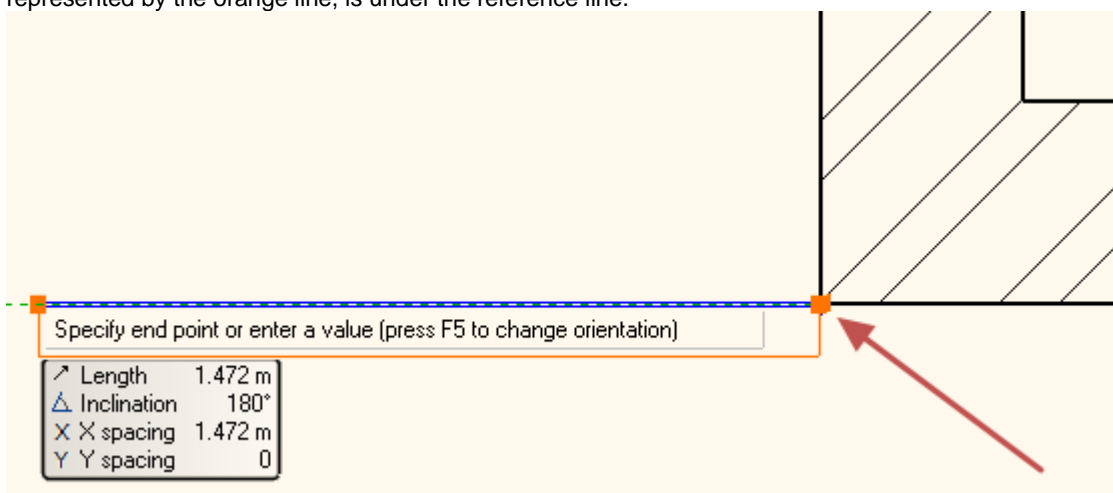 represented by the orange line, is under the reference line.
Specify end point or enter a value (press F5 to change orientation)
Length 1.472 m
Inclination 180°
X X spacing 1.472 m
Y Y spacing 0